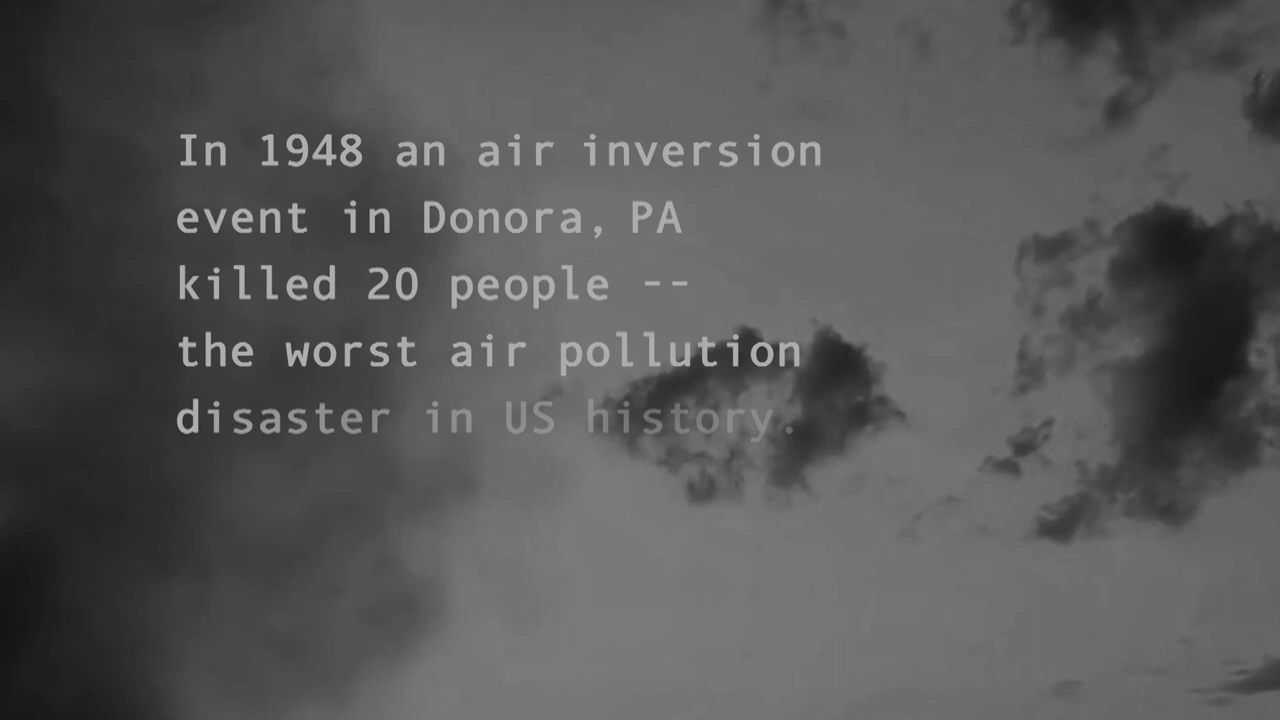 In 1948 an air inversion
event in Donora, PA
killed 20 people --
the worst air pollution
disaster in US history.